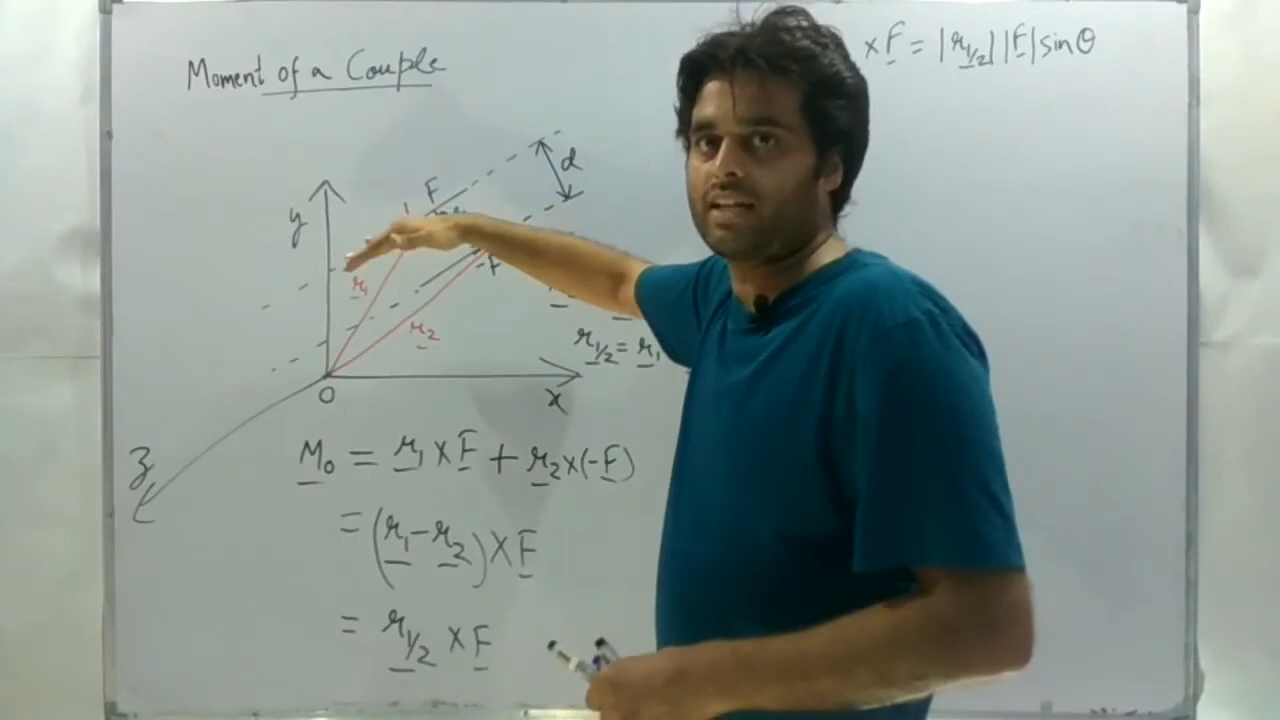 Moment of a Couple
× F = |r₁/₂| |F| sin θ
d
F
y
-F
r₁
r₂
r₁/₂ = r₁
O
x
z
M₀ = r₁ × F + r₂ × (-F)
= (r₁ - r₂) × F
= r₁/₂ × F